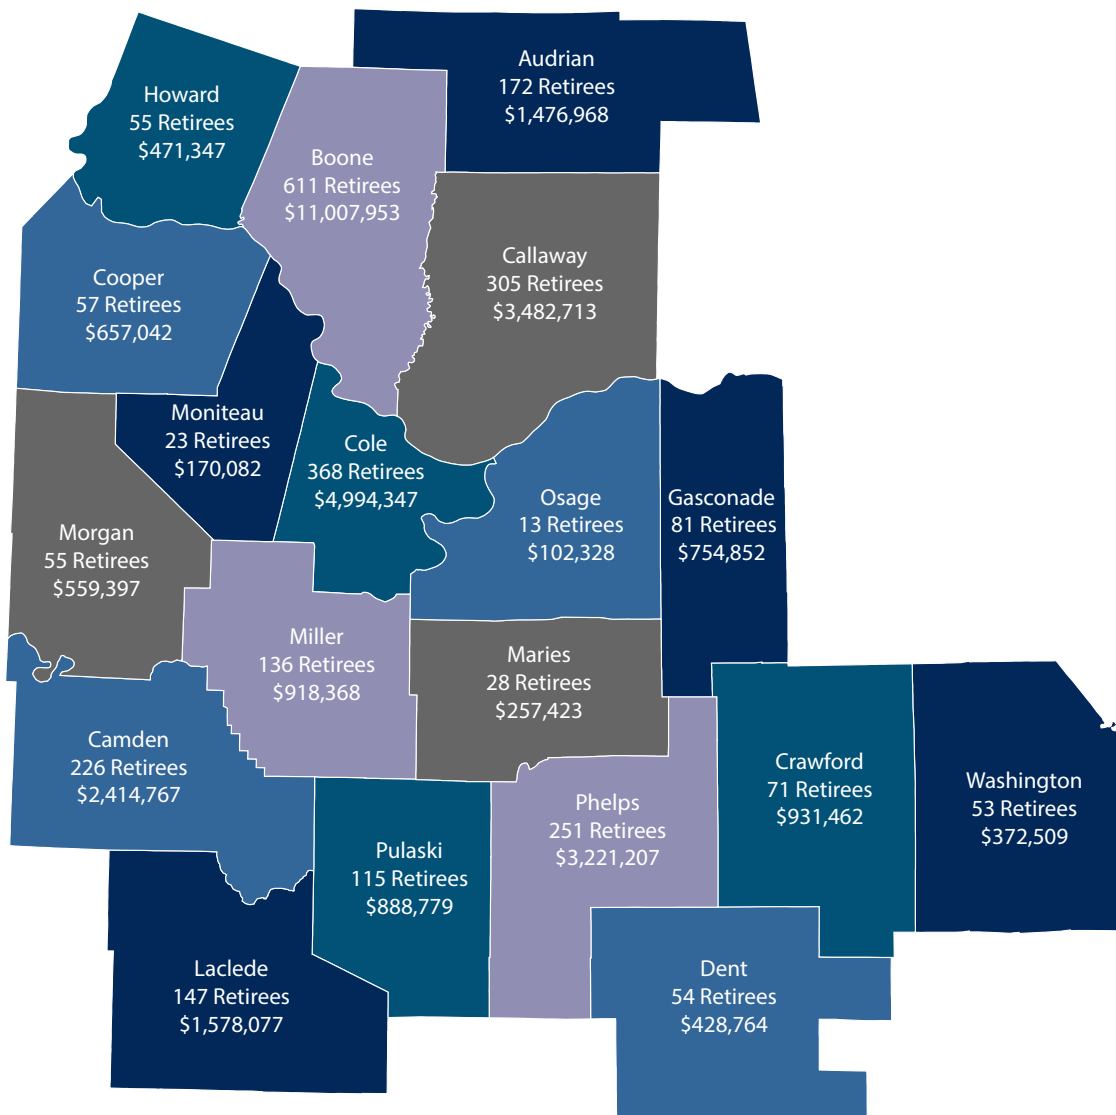 Audrian
172 Retirees
$1,476,968
Howard
55 Retirees
$471,347
Boone
611 Retirees
$11,007,953
Callaway
305 Retirees
$3,482,713
Cooper
57 Retirees
$657,042
Moniteau
23 Retirees
$170,082
Cole
368 Retirees
$4,994,347
Osage
13 Retirees
$102,328
Gasconade
81 Retirees
$754,852
Morgan
55 Retirees
$559,397
Miller
136 Retirees
$918,368
Maries
28 Retirees
$257,423
Camden
226 Retirees
$2,414,767
Crawford
71 Retirees
$931,462
Washington
53 Retirees
$372,509
Phelps
251 Retirees
$3,221,207
Pulaski
115 Retirees
$888,779
Laclede
147 Retirees
$1,578,077
Dent
54 Retirees
$428,764